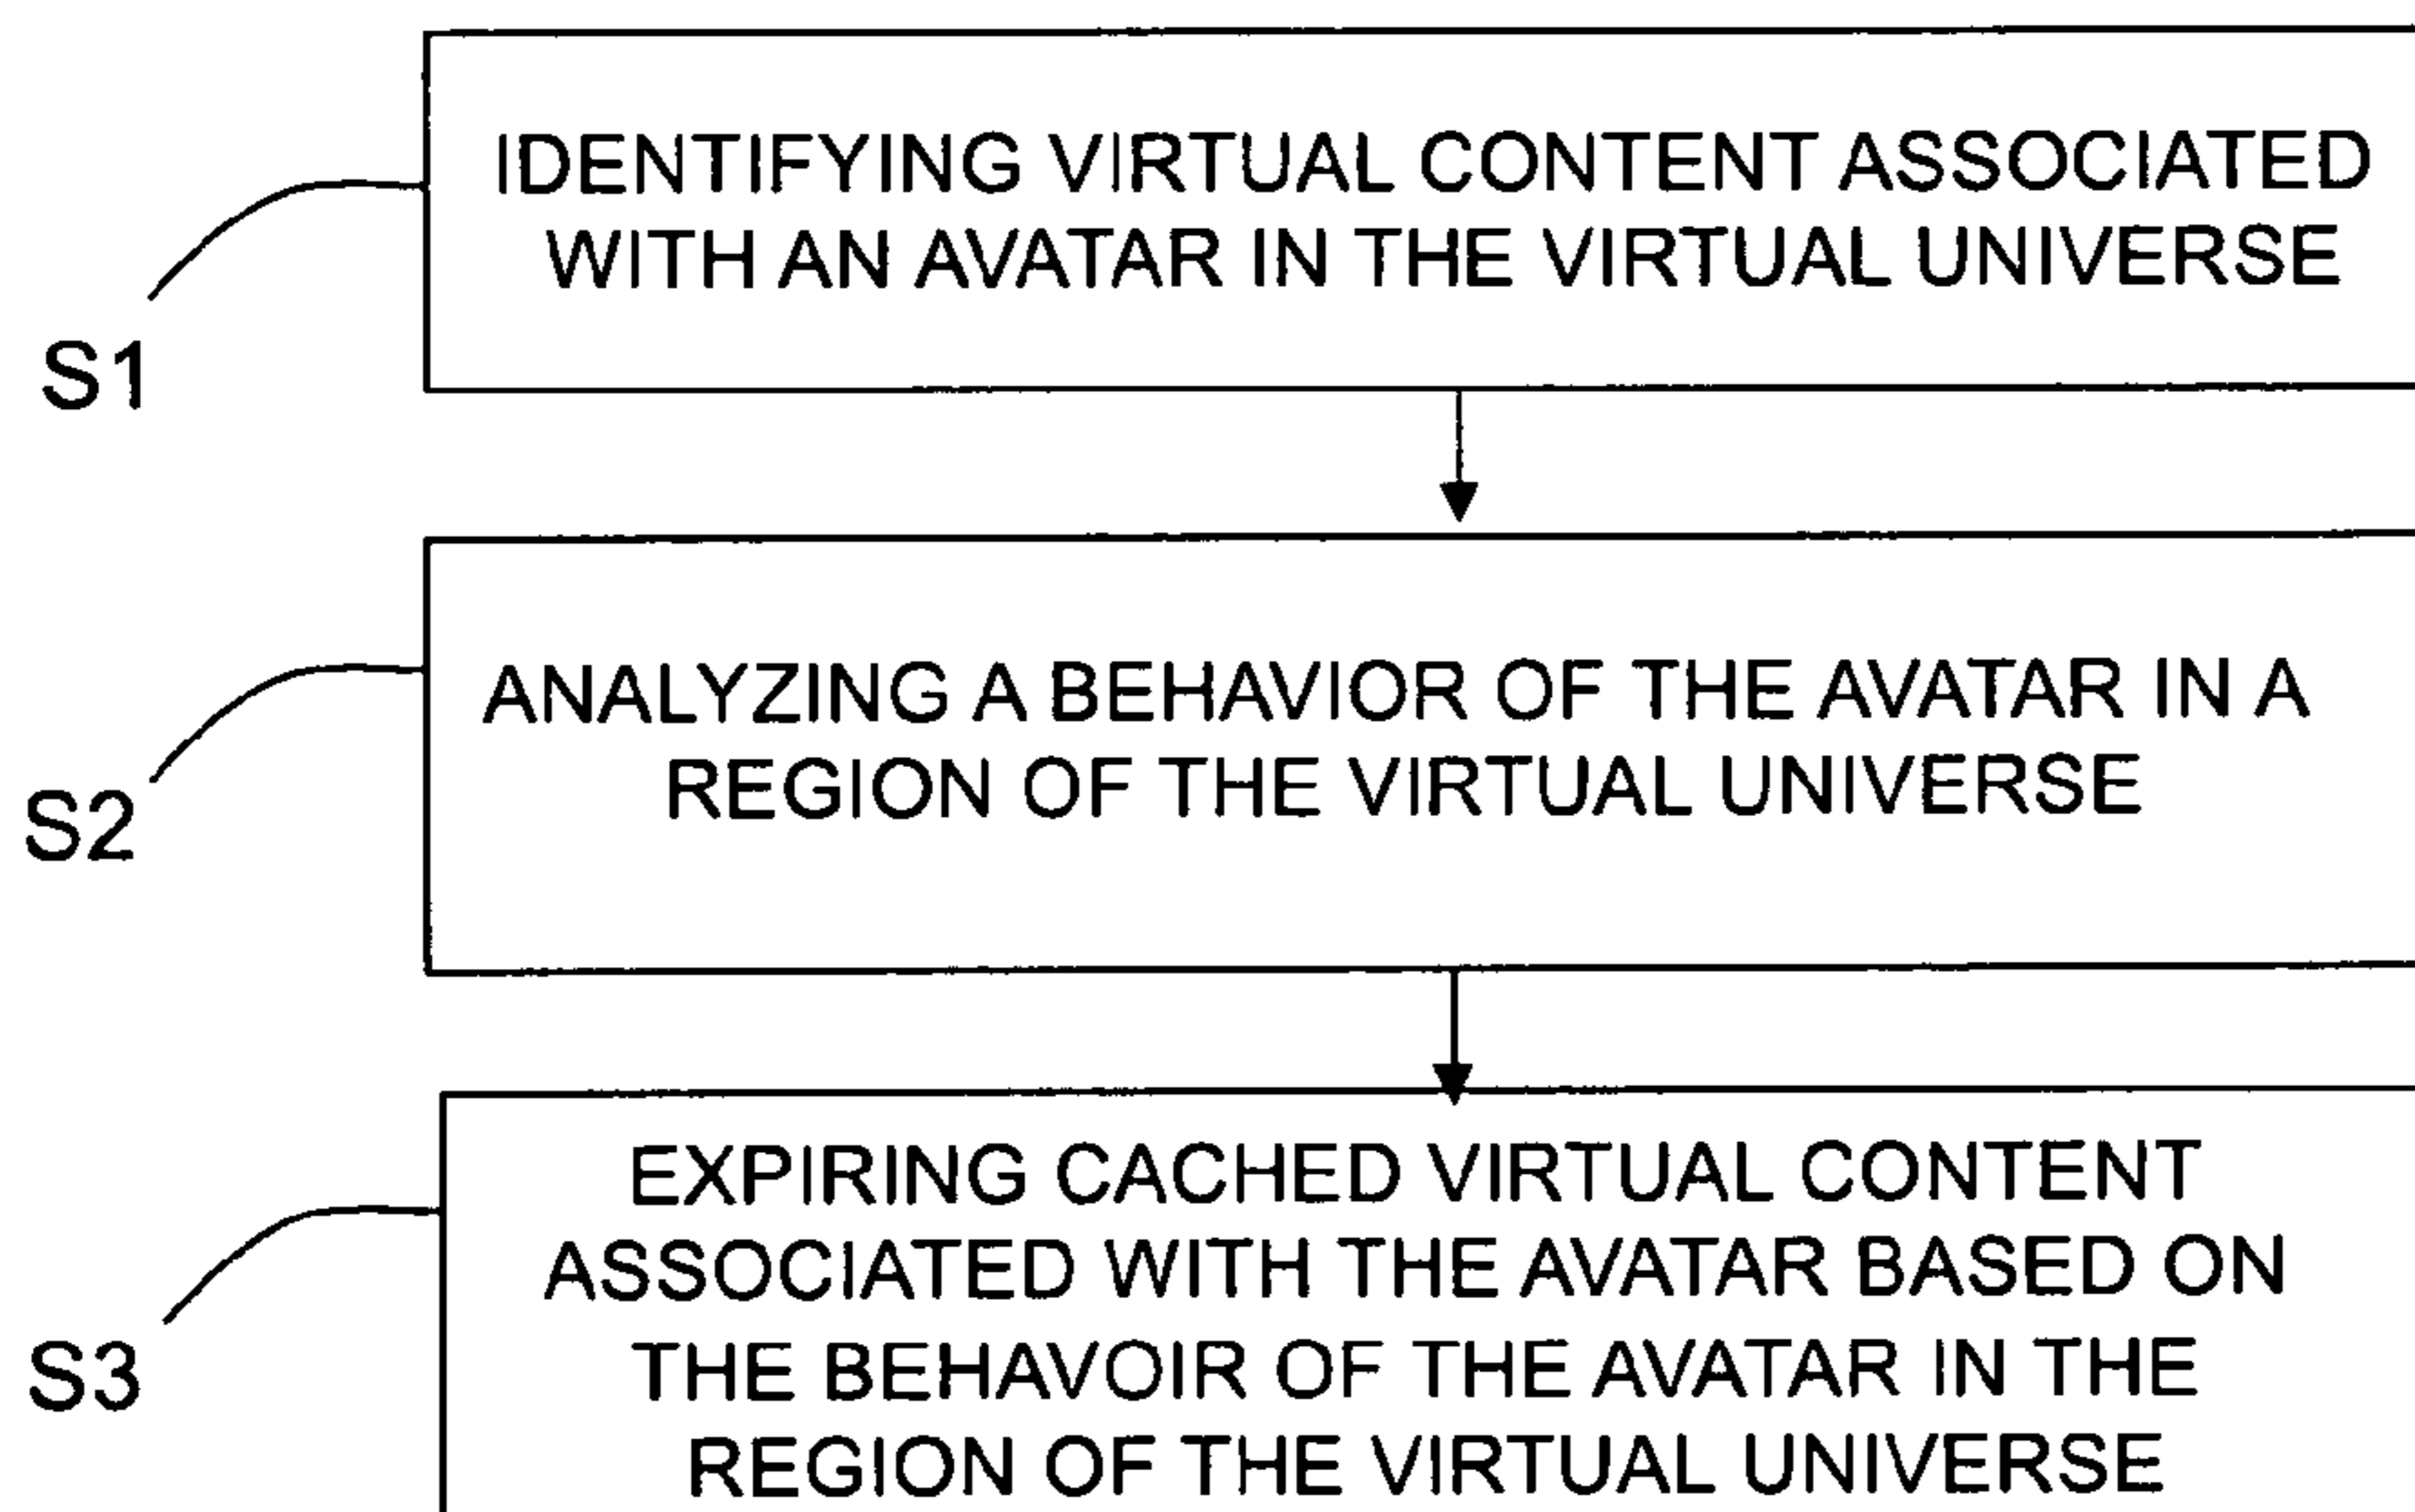 IDENTIFYING VIRTUAL CONTENT ASSOCIATED
WITH AN AVATAR IN THE VIRTUAL UNIVERSE
S1
ANALYZING A BEHAVIOR OF THE AVATAR IN A
REGION OF THE VIRTUAL UNIVERSE
S2
EXPIRING CACHED VIRTUAL CONTENT
ASSOCIATED WITH THE AVATAR BASED ON
THE BEHAVOIR OF THE AVATAR IN THE
REGION OF THE VIRTUAL UNIVERSE
S3